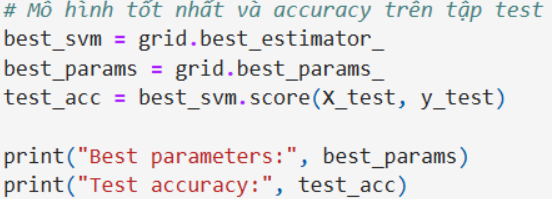 # Mô hình tốt nhất và accuracy trên tập test
best_svm = grid.best_estimator_
best_params = grid.best_params_
test_acc = best_svm.score(X_test, y_test)
print("Best parameters:", best_params)
print("Test accuracy:", test_acc)